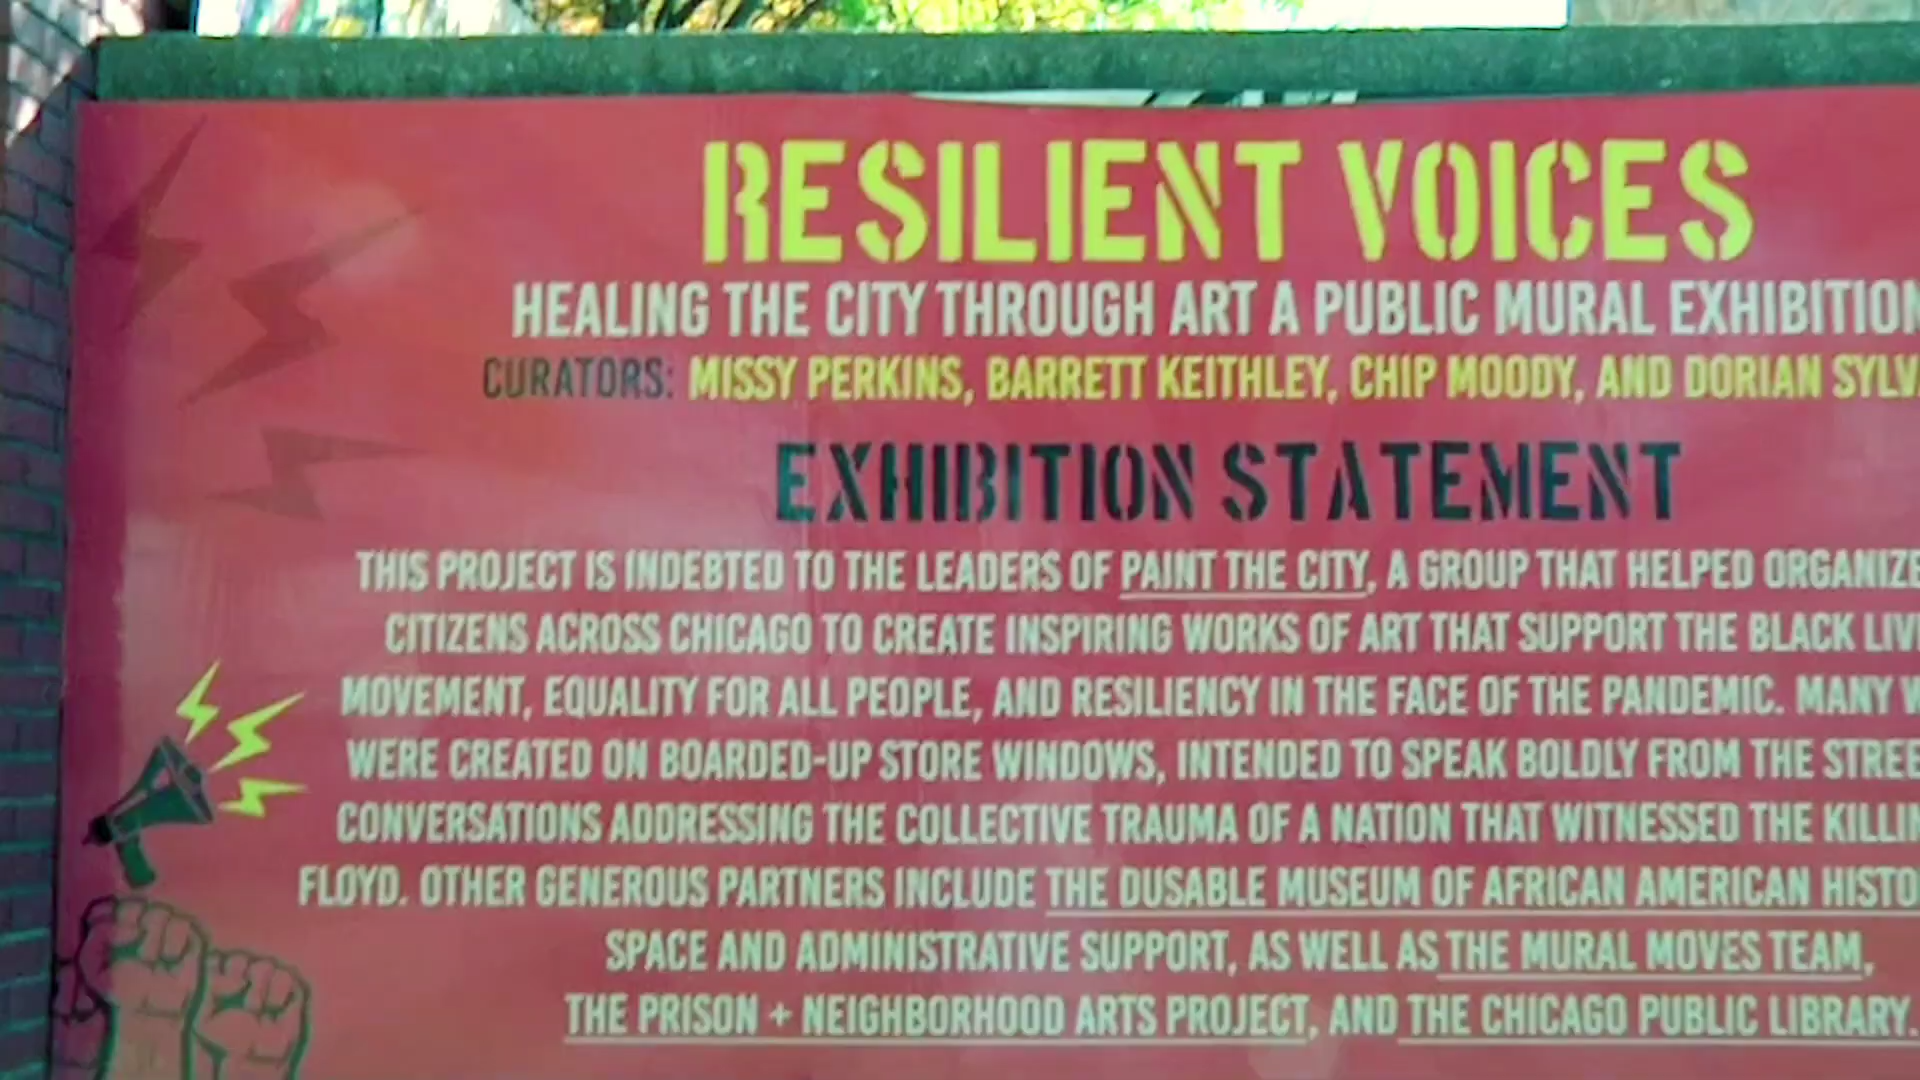 RESILIENT VOICES
HEALING THE CITY THROUGH ART A PUBLIC MURAL EXHIBITION
CURATORS: MISSY PERKINS, BARRETT KEITHLEY, CHIP MOODY, AND DORIAN
EXHIBITION STATEMENT
THIS PROJECT IS INDEBTED TO THE LEADERS OF PAINT THE CITY, A GROUP THAT HELPED ORGANIZE
CITIZENS ACROSS CHICAGO TO CREATE INSPIRING WORKS OF ART THAT SUPPORT THE BLACK
MOVEMENT, EQUALITY FOR ALL PEOPLE, AND RESILIENCY IN THE FACE OF THE PANDEMIC. MANY
WERE CREATED ON BOARDED-UP STORE WINDOWS, INTENDED TO SPEAK BOLDLY FROM THE
CONVERSATIONS ADDRESSING THE COLLECTIVE TRAUMA OF A NATION THAT WITNESSED THE
FLOYD. OTHER GENEROUS PARTNERS INCLUDE THE DUSABLE MUSEUM OF AFRICAN AMERICAN
SPACE AND ADMINISTRATIVE SUPPORT, AS WELL AS THE MURAL MOVES TEAM,
THE PRISON + NEIGHBORHOOD ARTS PROJECT, AND THE CHICAGO PUBLIC LIBRARY.